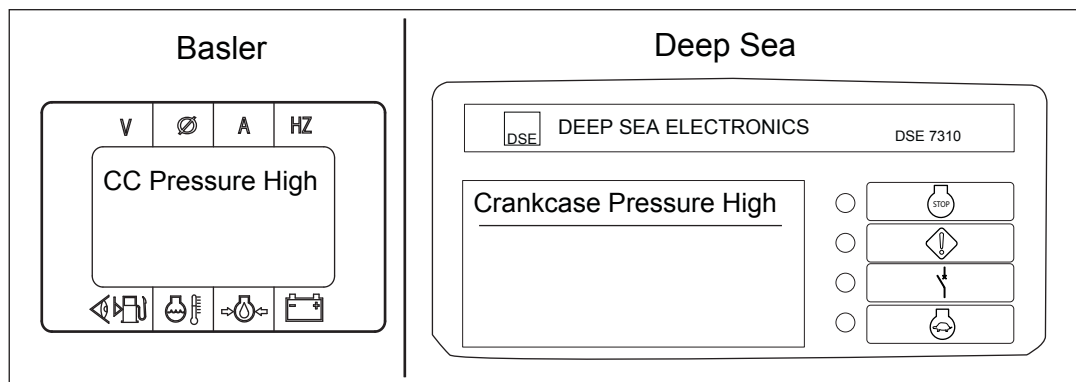 Basler
V Ø A HZ
CC Pressure High
Deep Sea
DSE DEEP SEA ELECTRONICS DSE 7310
Crankcase Pressure High
STOP